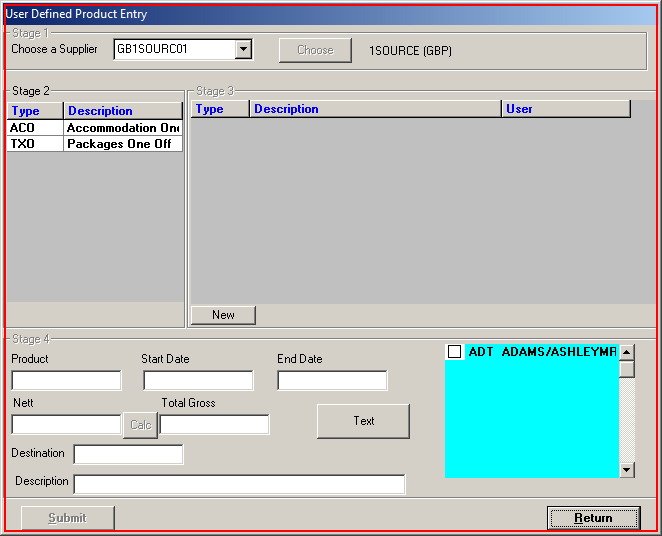 User Defined Product Entry
Stage 1
Choose a Supplier GB1SOURC01 Choose 1SOURCE (GBP)
Stage 2 Stage 3
Type Description Type Description User
ACO Accommodation One
TXO Packages One Off
New
Stage 4
Product Start Date End Date ADT ADAMS/ASHLEYMR
Nett Total Gross
Calc Text
Destination
Description
Submit Return